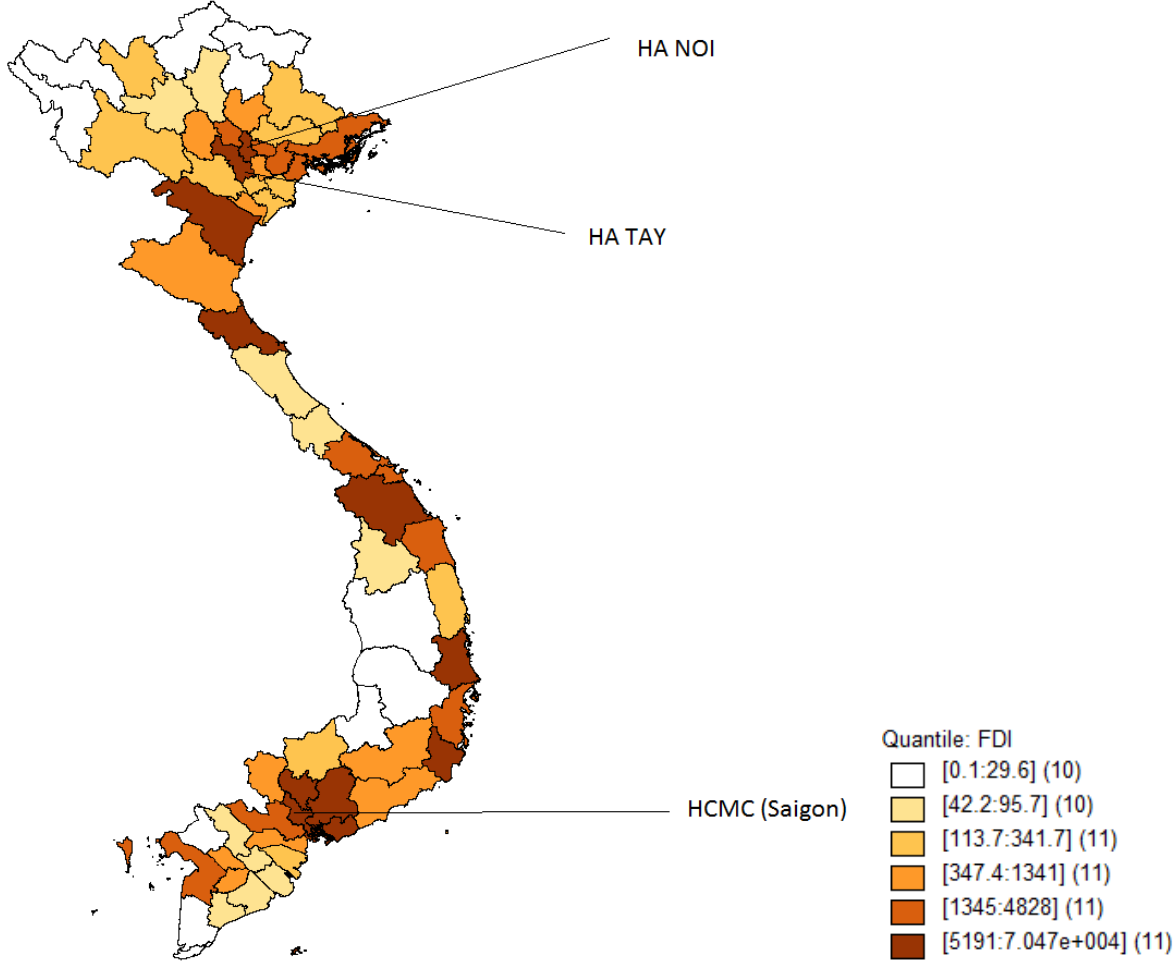 HA NOI
HA TAY
HCMC (Saigon)
Quantile: FDI
[0.1:29.6] (10)
[42.2:95.7] (10)
[113.7:341.7] (11)
[347.4:1341] (11)
[1345:4828] (11)
[5191:7.047e+004] (11)